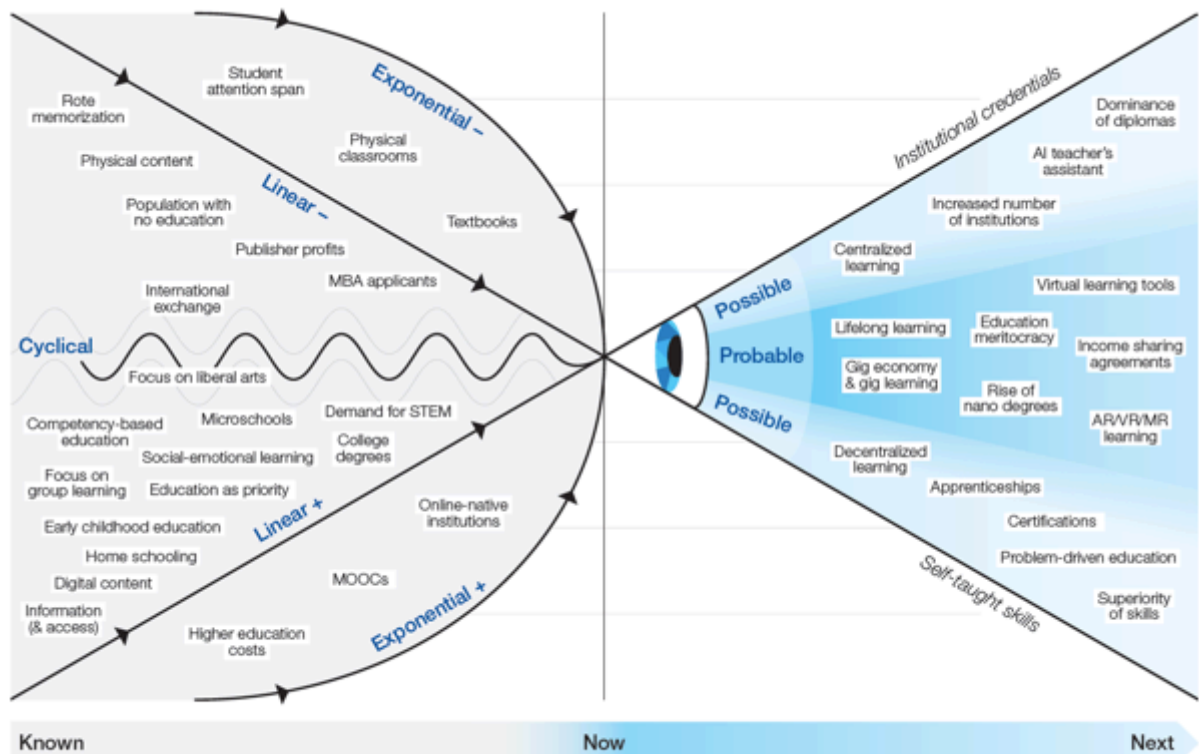 Student
attention span
Exponential –
Rote
memorization
Physical
classrooms
Physical content
Linear –
Population with
no education
Textbooks
Publisher profits
MBA applicants
International
exchange
Cyclical
Focus on liberal arts
Microschools
Demand for STEM
Competency-based
education
College
degrees
Social-emotional learning
Focus on
group learning
Education as priority
Linear +
Online-native
institutions
Early childhood education
Home schooling
Digital content
MOOCs
Exponential +
Information
(& access)
Higher education
costs
Institutional credentials
Dominance
of diplomas
AI teacher's
assistant
Increased number
of institutions
Centralized
learning
Possible
Virtual learning tools
Probable
Lifelong learning
Education
meritocracy
Income sharing
agreements
Gig economy
& gig learning
Rise of
nano degrees
AR/VR/MR
learning
Possible
Decentralized
learning
Apprenticeships
Certifications
Problem-driven education
Self-taught skills
Superiority
of skills
Known
Now
Next